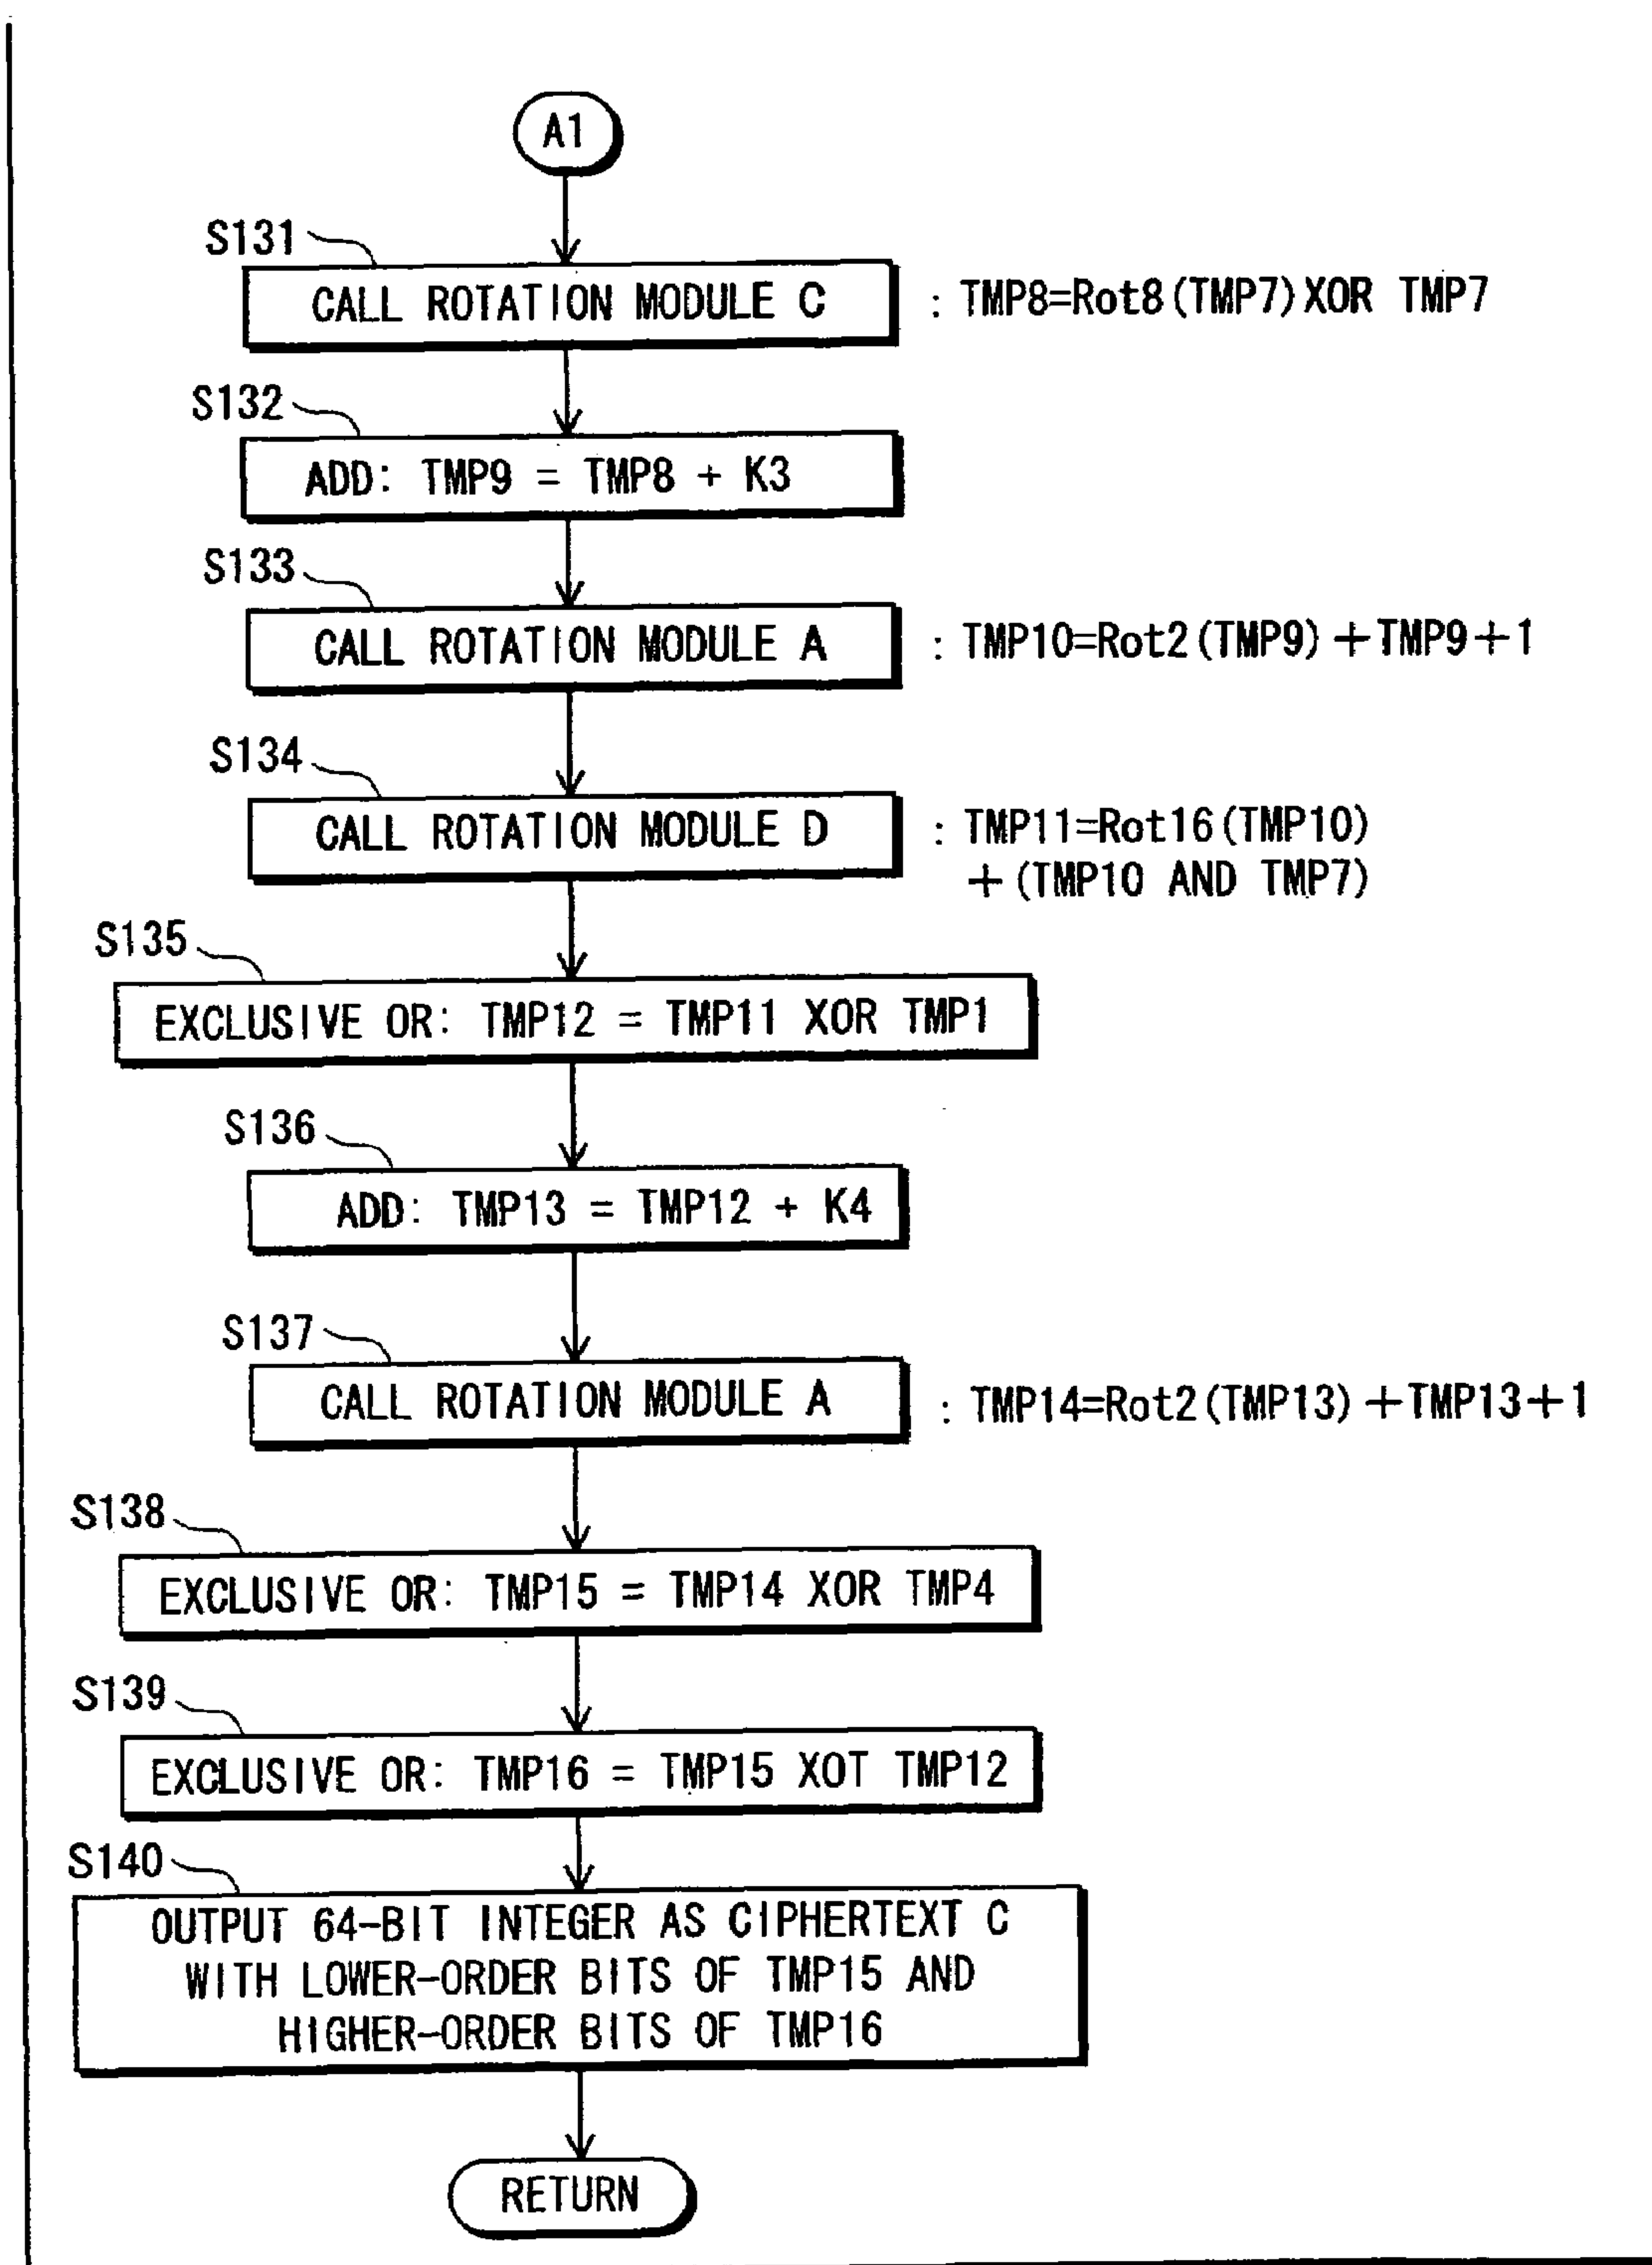 A1
S131
CALL ROTATION MODULE C
: TMP8=Rot8(TMP7)XOR TMP7
S132
ADD: TMP9 = TMP8 + K3
S133
CALL ROTATION MODULE A
: TMP10=Rot2(TMP9)+TMP9+1
S134
CALL ROTATION MODULE D
: TMP11=Rot16(TMP10)
+(TMP10 AND TMP7)
S135
EXCLUSIVE OR: TMP12 = TMP11 XOR TMP1
S136
ADD: TMP13 = TMP12 + K4
S137
CALL ROTATION MODULE A
: TMP14=Rot2(TMP13)+TMP13+1
S138
EXCLUSIVE OR: TMP15 = TMP14 XOR TMP4
S139
EXCLUSIVE OR: TMP16 = TMP15 XOT TMP12
S140
OUTPUT 64-BIT INTEGER AS CIPHERTEXT C
WITH LOWER-ORDER BITS OF TMP15 AND
HIGHER-ORDER BITS OF TMP16
RETURN